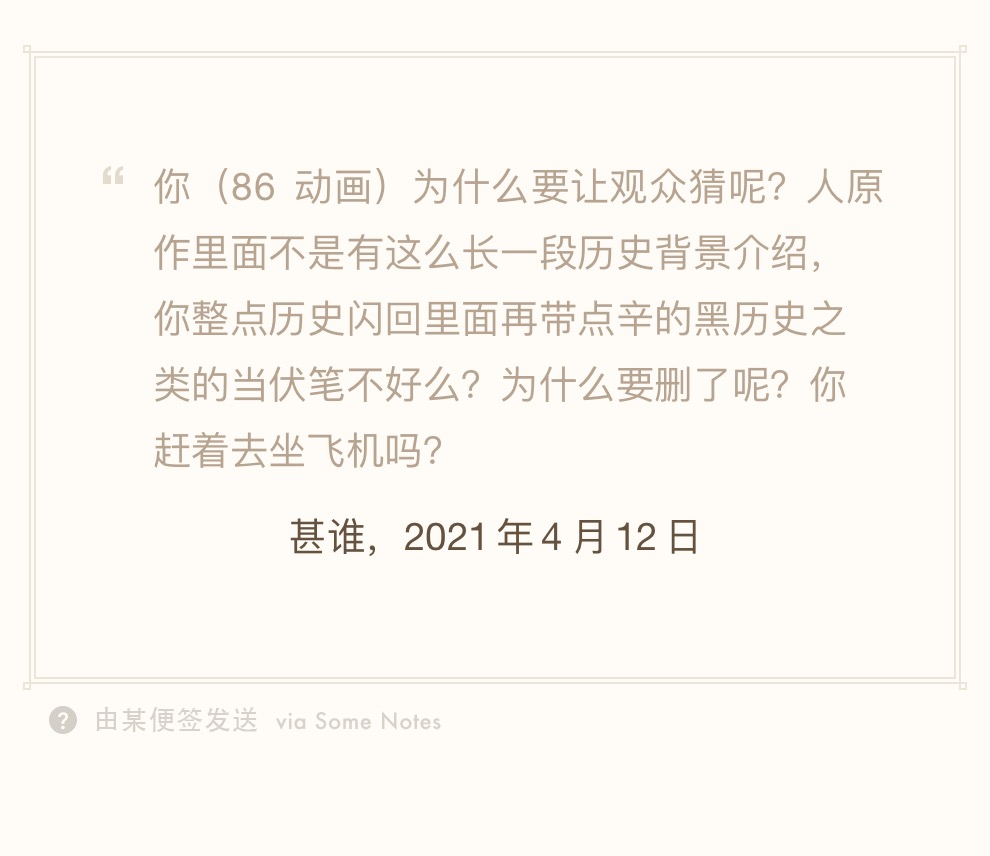 “ 你（86 动画）为什么要让观众猜呢？人原
作里面不是有这么长一段历史背景介绍，
你整点历史闪回里面再带点辛的黑历史之
类的当伏笔不好么？为什么要删了呢？你
赶着去坐飞机吗？
甚谁，2021 年 4 月 12 日
? 由某便签发送 via Some Notes